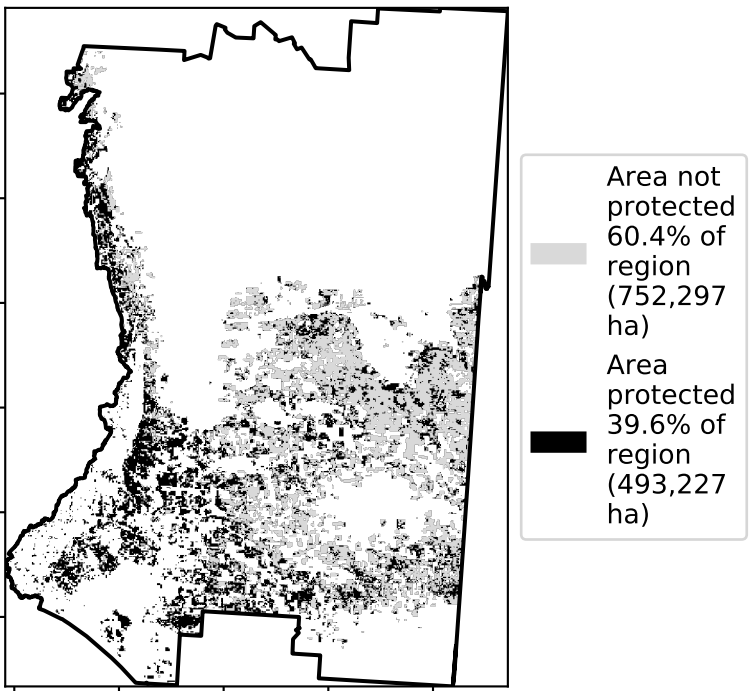 Area not
protected
60.4% of
region
(752,297
ha)
Area
protected
39.6% of
region
(493,227
ha)